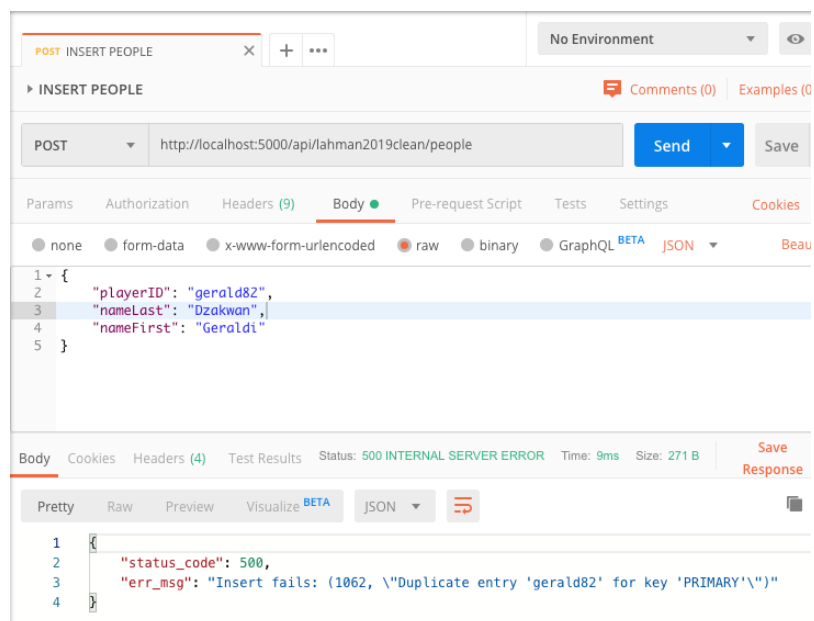 POST INSERT PEOPLE
No Environment
INSERT PEOPLE
Comments (0) Examples (0
POST http://localhost:5000/api/lahman2019clean/people Send Save
Params Authorization Headers (9) Body Pre-request Script Tests Settings Cookies
none form-data x-www-form-urlencoded raw binary GraphQL BETA JSON Beau
1 {
2 "playerID": "gerald82",
3 "nameLast": "Dzakwan",
4 "nameFirst": "Geraldi"
5 }
Body Cookies Headers (4) Test Results Status: 500 INTERNAL SERVER ERROR Time: 9ms Size: 271 B Save Response
Pretty Raw Preview Visualize BETA JSON
1 {
2 "status_code": 500,
3 "err_msg": "Insert fails: (1062, \"Duplicate entry 'gerald82' for key 'PRIMARY'\")"
4 }